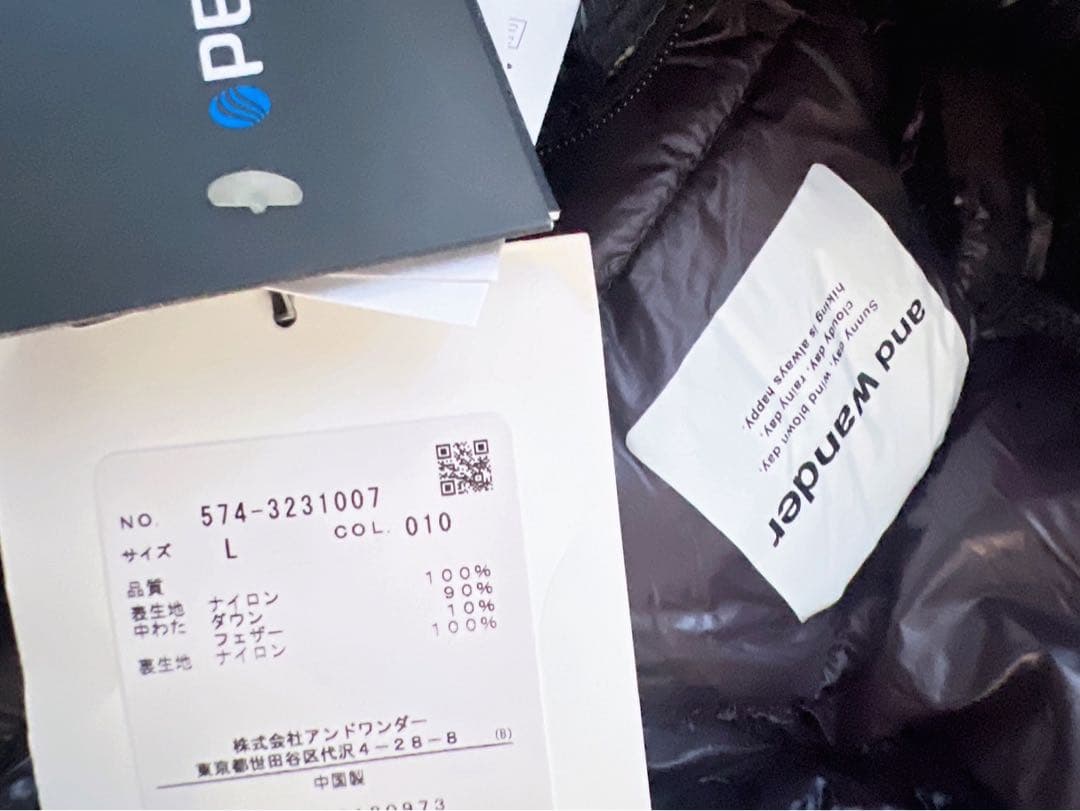 PE
NO. 574-3231007
サイズ L COL. 010
品質
表生地 ナイロン 100%
中わた ダウン 90%
フェザー 10%
裏生地 ナイロン 100%
株式会社アンドワンダー
東京都世田谷区代沢4-28-8 (B)
中国製
and wander
Sunny day, wind blown day,
cloudy day, rainy day,
hiking is always happy.